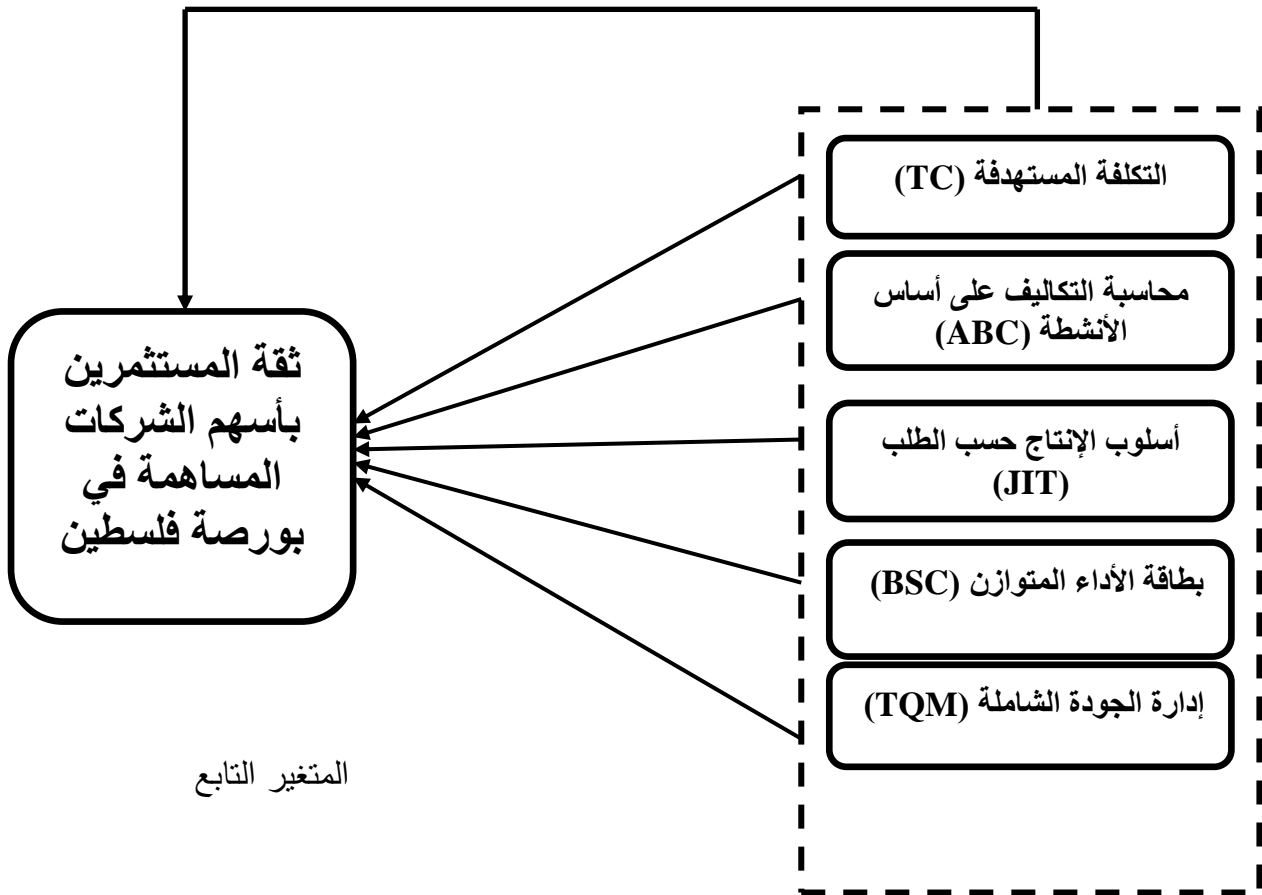 التكلفة المستهدفة (TC)
محاسبة التكاليف على أساس
الأنشطة (ABC)
أسلوب الإنتاج حسب الطلب
(JIT)
بطاقة الأداء المتوازن (BSC)
إدارة الجودة الشاملة (TQM)
ثقة المستثمرين
بأسهم الشركات
المساهمة في
بورصة فلسطين
المتغير التابع